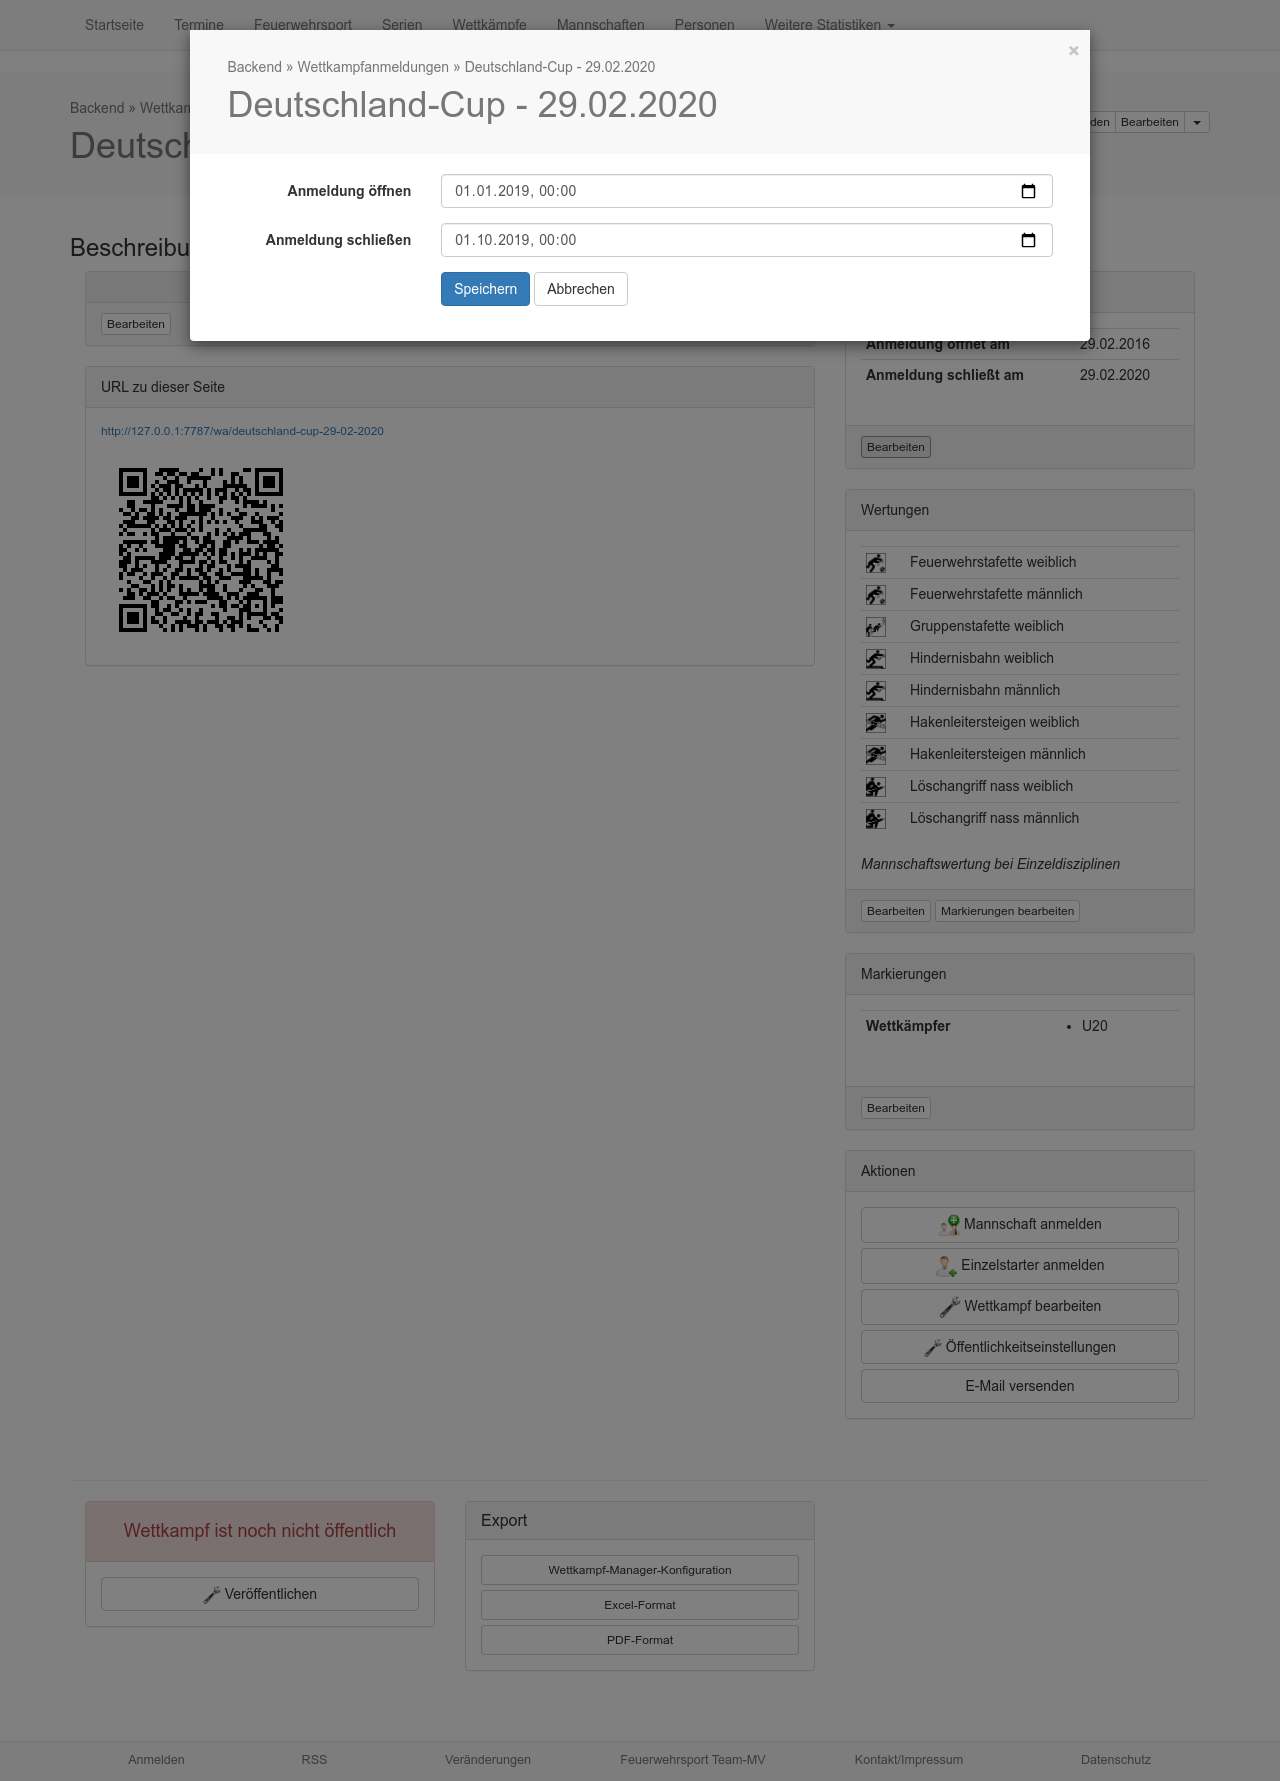 Startseite Termine Feuerwehrsport Serien Wettkämpfe Mannschaften Personen Weitere Statistiken
×
Backend » Wettkampfanmeldungen » Deutschland-Cup - 29.02.2020
Deutschland-Cup - 29.02.2020
Anmeldung öffnen 01.01.2019, 00:00
Anmeldung schließen 01.10.2019, 00:00
Speichern Abbrechen
Backend » Wettkam
Deutsch
den Bearbeiten
Beschreibu
Bearbeiten
URL zu dieser Seite
http://127.0.0.1:7787/wa/deutschland-cup-29-02-2020
Anmeldung öffnet am 29.02.2016
Anmeldung schließt am 29.02.2020
Bearbeiten
Wertungen
Feuerwehrstafette weiblich
Feuerwehrstafette männlich
Gruppenstafette weiblich
Hindernisbahn weiblich
Hindernisbahn männlich
Hakenleitersteigen weiblich
Hakenleitersteigen männlich
Löschangriff nass weiblich
Löschangriff nass männlich
Mannschaftswertung bei Einzeldisziplinen
Bearbeiten Markierungen bearbeiten
Markierungen
Wettkämpfer • U20
Bearbeiten
Aktionen
Mannschaft anmelden
Einzelstarter anmelden
Wettkampf bearbeiten
Öffentlichkeitseinstellungen
E-Mail versenden
Wettkampf ist noch nicht öffentlich
Veröffentlichen
Export
Wettkampf-Manager-Konfiguration
Excel-Format
PDF-Format
Anmelden RSS Veränderungen Feuerwehrsport Team-MV Kontakt/Impressum Datenschutz